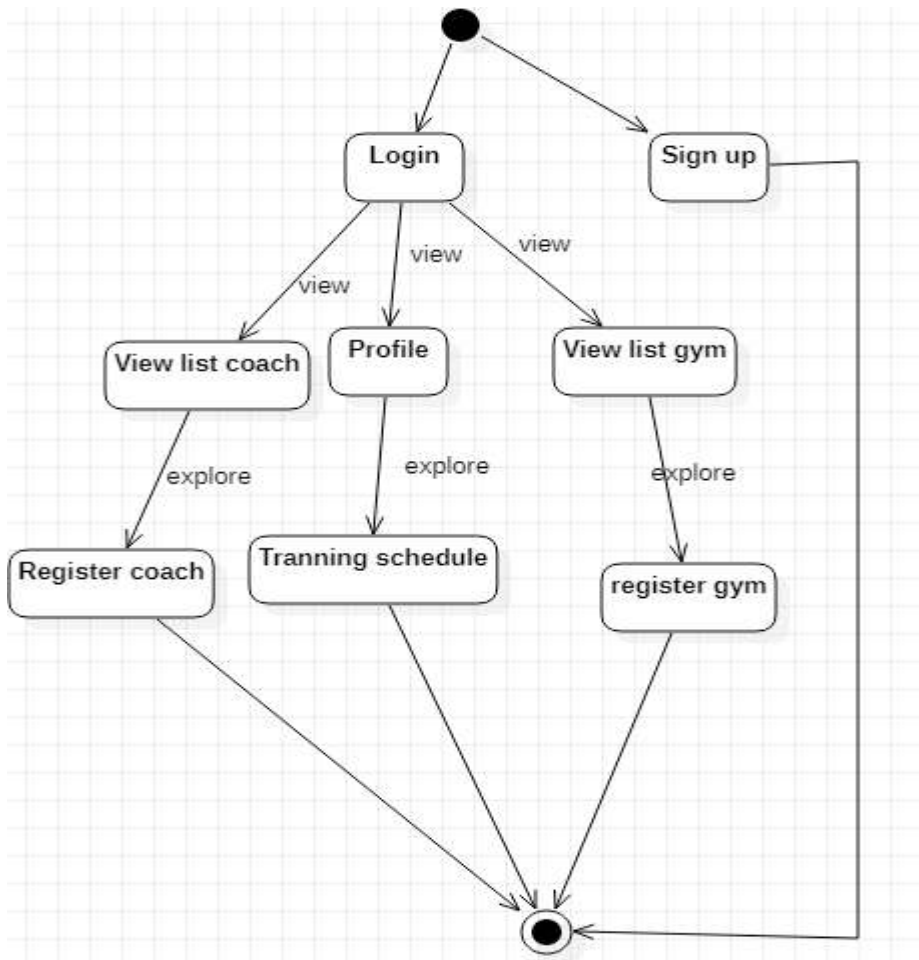 Login
Sign up
view
view
view
View list coach
Profile
View list gym
explore
explore
explore
Register coach
Tranning schedule
register gym